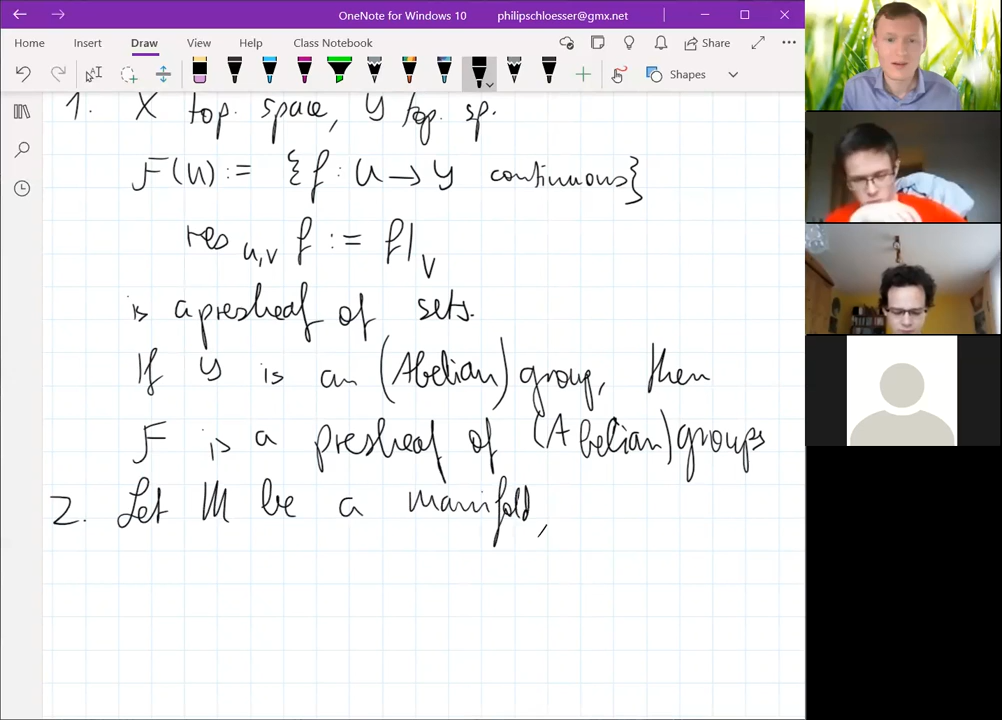 OneNote for Windows 10
philipschloesser@gmx.net
Home Insert Draw View Help Class Notebook Share
Shapes
1. X top. space, Y top. sp.
F(U) := {f : U → Y continuous}
res U,V f := f|V
is a presheaf of sets.
If Y is an (Abelian) group, then
F is a presheaf of (Abelian) groups
2. Let M be a manifold,